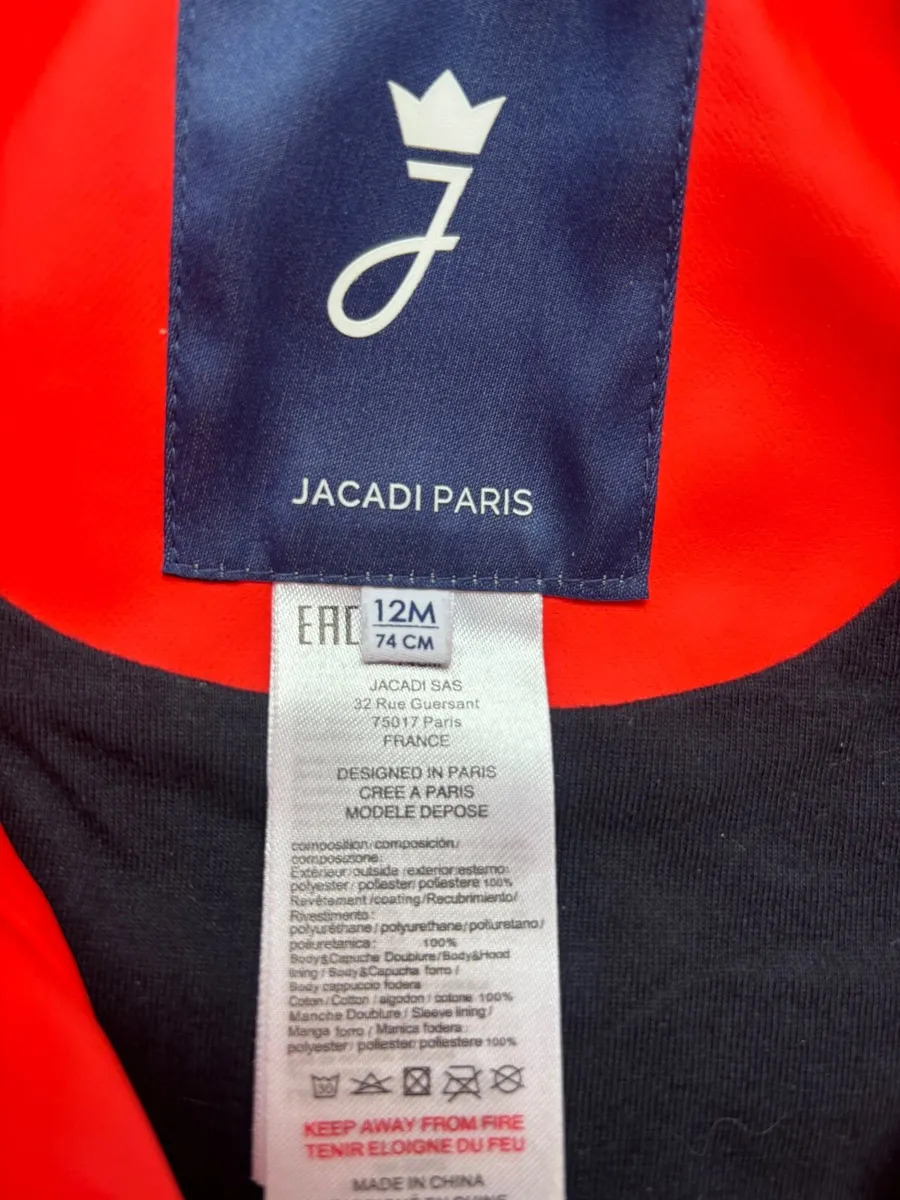 J
JACADI PARIS
EAC
12M
74 CM
JACADI SAS
32 Rue Guersant
75017 Paris
FRANCE
DESIGNED IN PARIS
CREE A PARIS
MODELE DEPOSE
composition/composición/
composizione:
Extérieur/outside /exterior/esterno:
polyester/ poliester/ poliestere 100%
Revêtement /coating/Recubrimiento/
Rivestimento :
polyuréthane/polyurethane/poliuretano/
poliuretanica: 100%
Body&Capuche Doublure/Body&Hood
lining / Body&Capucha forro /
Body cappuccio fodera
Coton / Cotton / algodon / cotone 100%
Manche Doublure / Sleeve lining /
Manga forro / Manica fodera:
polyester/ poliester/ poliestere 100%
30
KEEP AWAY FROM FIRE
TENIR ELOIGNE DU FEU
MADE IN CHINA